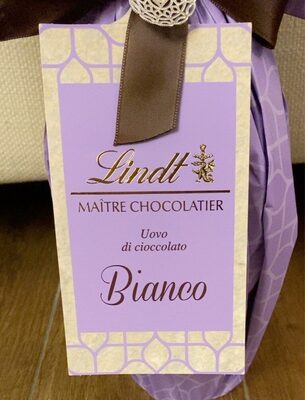 Lindt
MAÎTRE CHOCOLATIER
Uovo
di cioccolato
Bianco